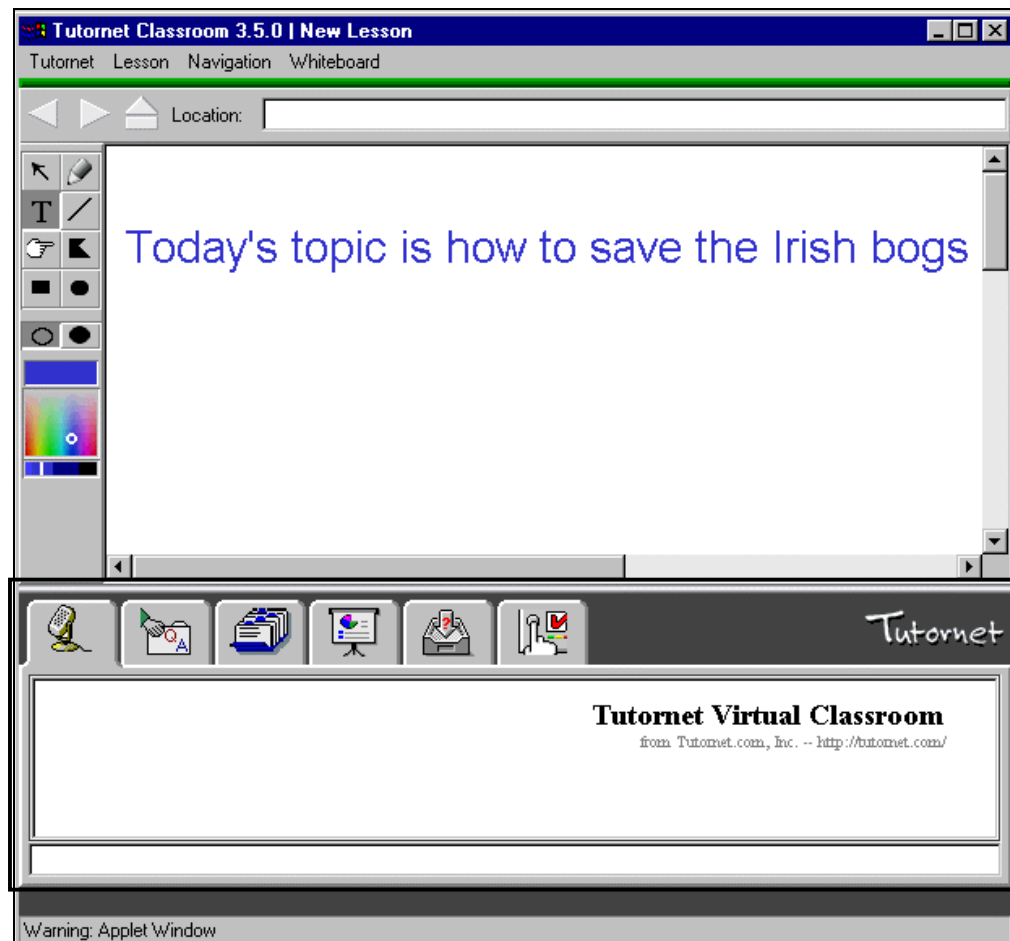 Tutornet Classroom 3.5.0 | New Lesson
Tutornet Lesson Navigation Whiteboard
Location:
T
Today's topic is how to save the Irish bogs
Q A
?
Tutornet
Tutornet Virtual Classroom
from Tutornet.com, Inc. -- http://tutornet.com/
Warning: Applet Window